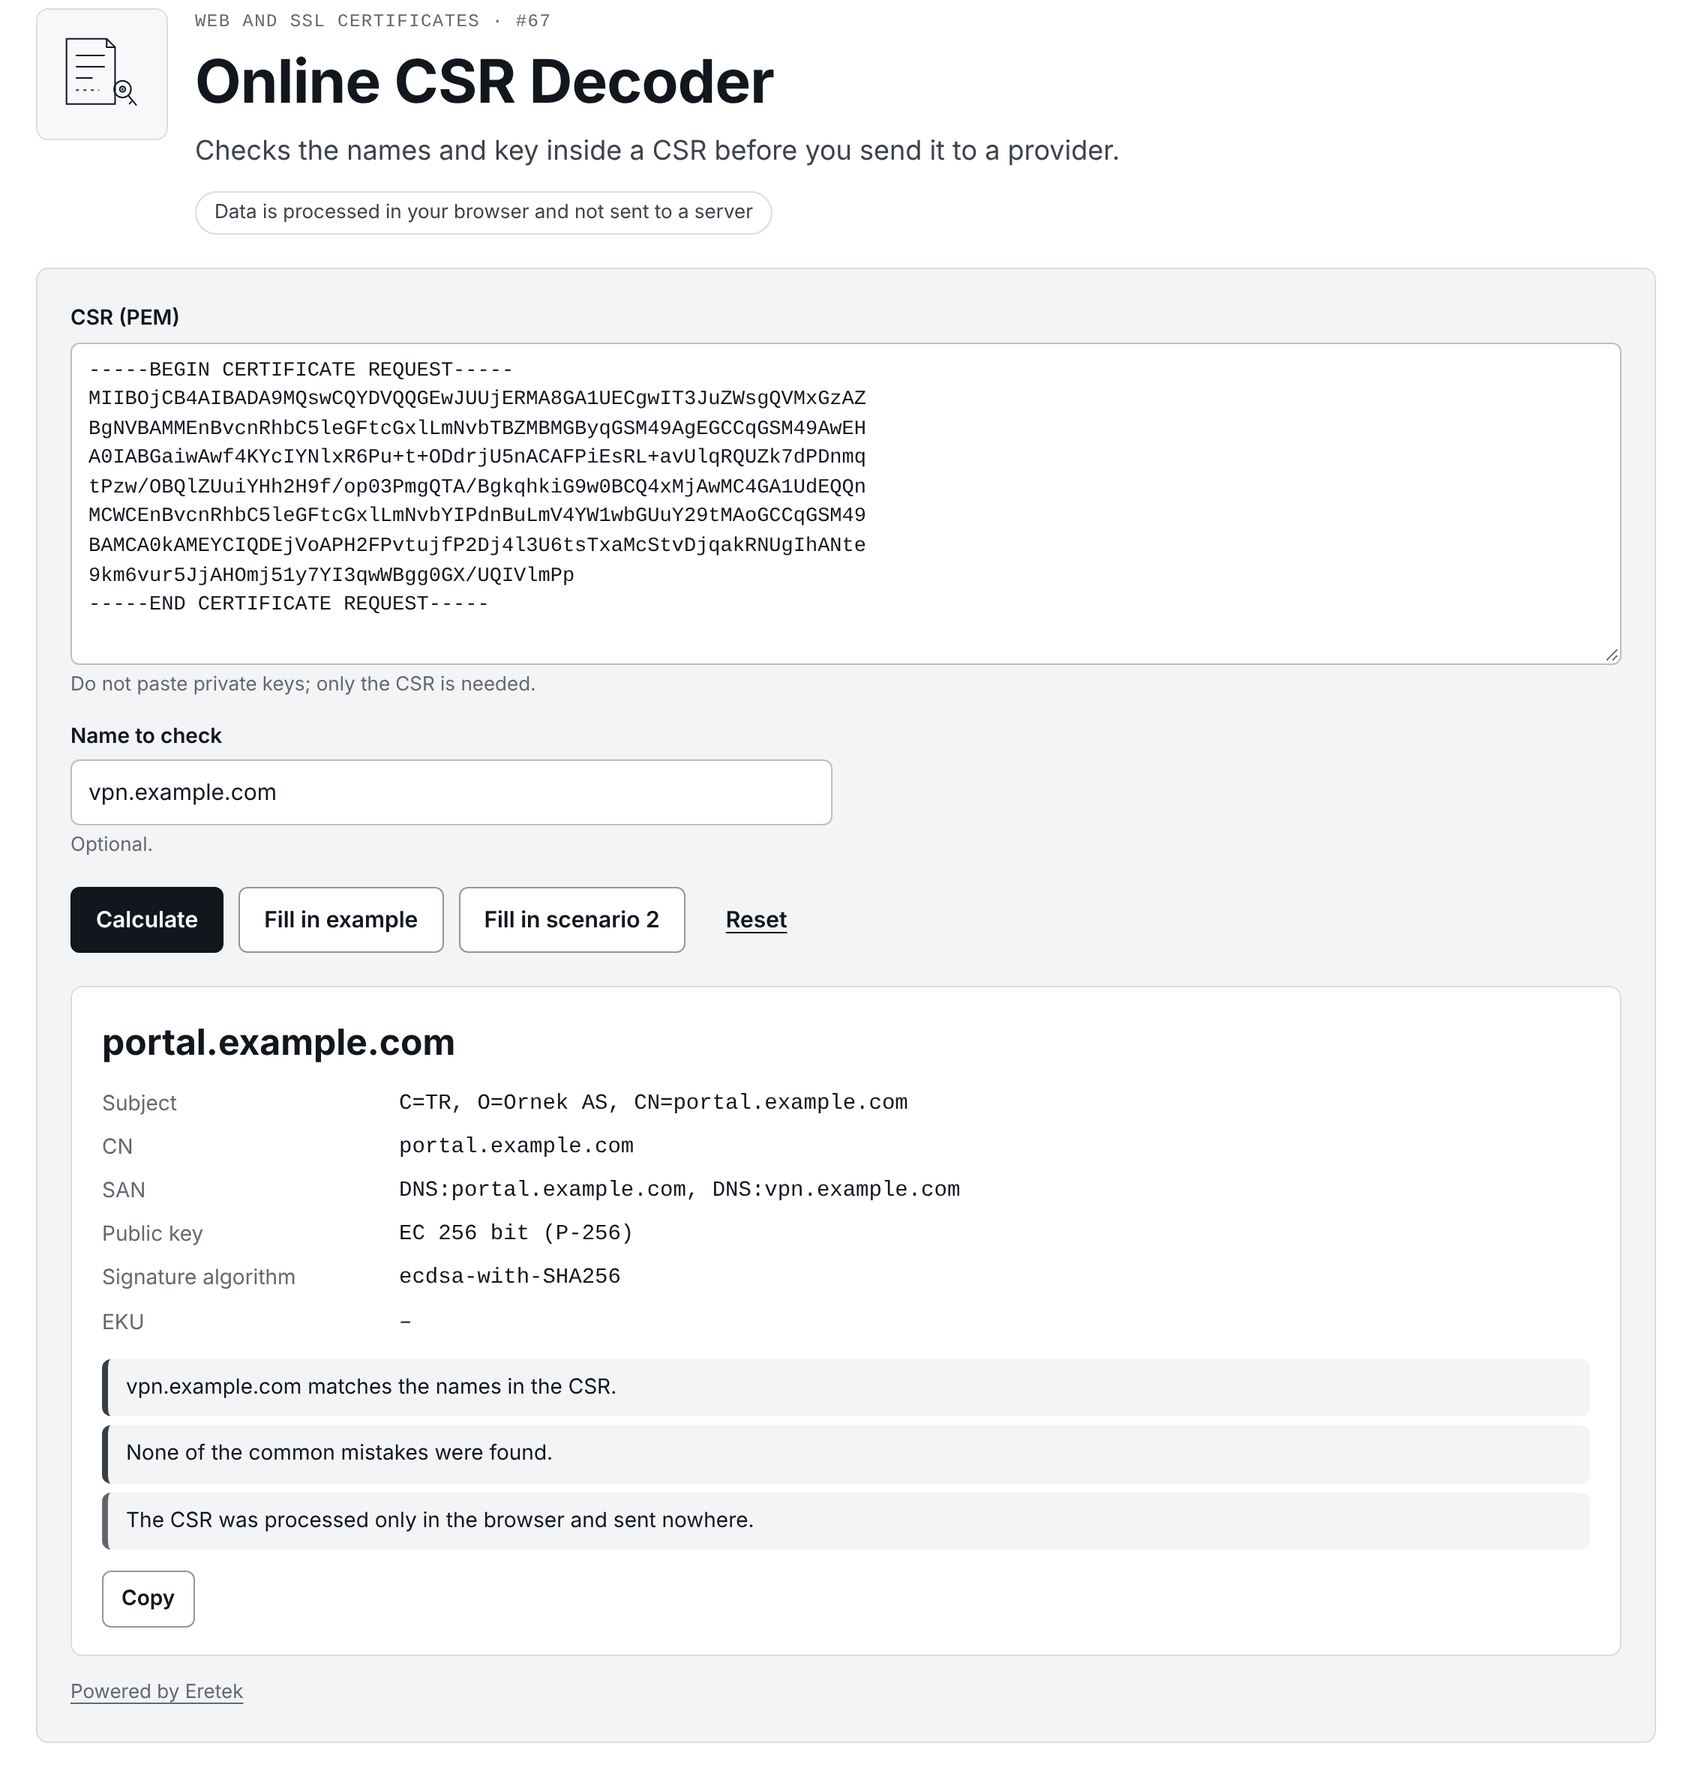 WEB AND SSL CERTIFICATES · #67
Online CSR Decoder
Checks the names and key inside a CSR before you send it to a provider.
Data is processed in your browser and not sent to a server
CSR (PEM)
-----BEGIN CERTIFICATE REQUEST-----
MIIBOjCB4AIBADA9MQswCQYDVQQGEwJUUjERMA8GA1UECgwIT3JuZWsgQVMxGzAZ
BgNVBAMMEnBvcnRhbC5leGFtcGxlLmNvbTBZMBMGByqGSM49AgEGCCqGSM49AwEH
A0IABGaiwAwf4KYcIYNlxR6Pu+t+ODdrjU5nACAFPiEsRL+avUlqRQUZk7dPDnmq
tPzw/OBQlZUuiYHh2H9f/op03PmgQTA/BgkqhkiG9w0BCQ4xMjAwMC4GA1UdEQQn
MCWCEnBvcnRhbC5leGFtcGxlLmNvbYIPdnBuLmV4YW1wbGUuY29tMAoGCCqGSM49
BAMCA0kAMEYCIQDEjVoAPH2FPvtujfP2Dj4l3U6tsTxaMcStvDjqakRNUgIhANte
9km6vur5JjAHOmj51y7YI3qwWBgg0GX/UQIVlmPp
-----END CERTIFICATE REQUEST-----
Do not paste private keys; only the CSR is needed.
Name to check
vpn.example.com
Optional.
Calculate Fill in example Fill in scenario 2 Reset
portal.example.com
Subject C=TR, O=Ornek AS, CN=portal.example.com
CN portal.example.com
SAN DNS:portal.example.com, DNS:vpn.example.com
Public key EC 256 bit (P-256)
Signature algorithm ecdsa-with-SHA256
EKU –
vpn.example.com matches the names in the CSR.
None of the common mistakes were found.
The CSR was processed only in the browser and sent nowhere.
Copy
Powered by Eretek